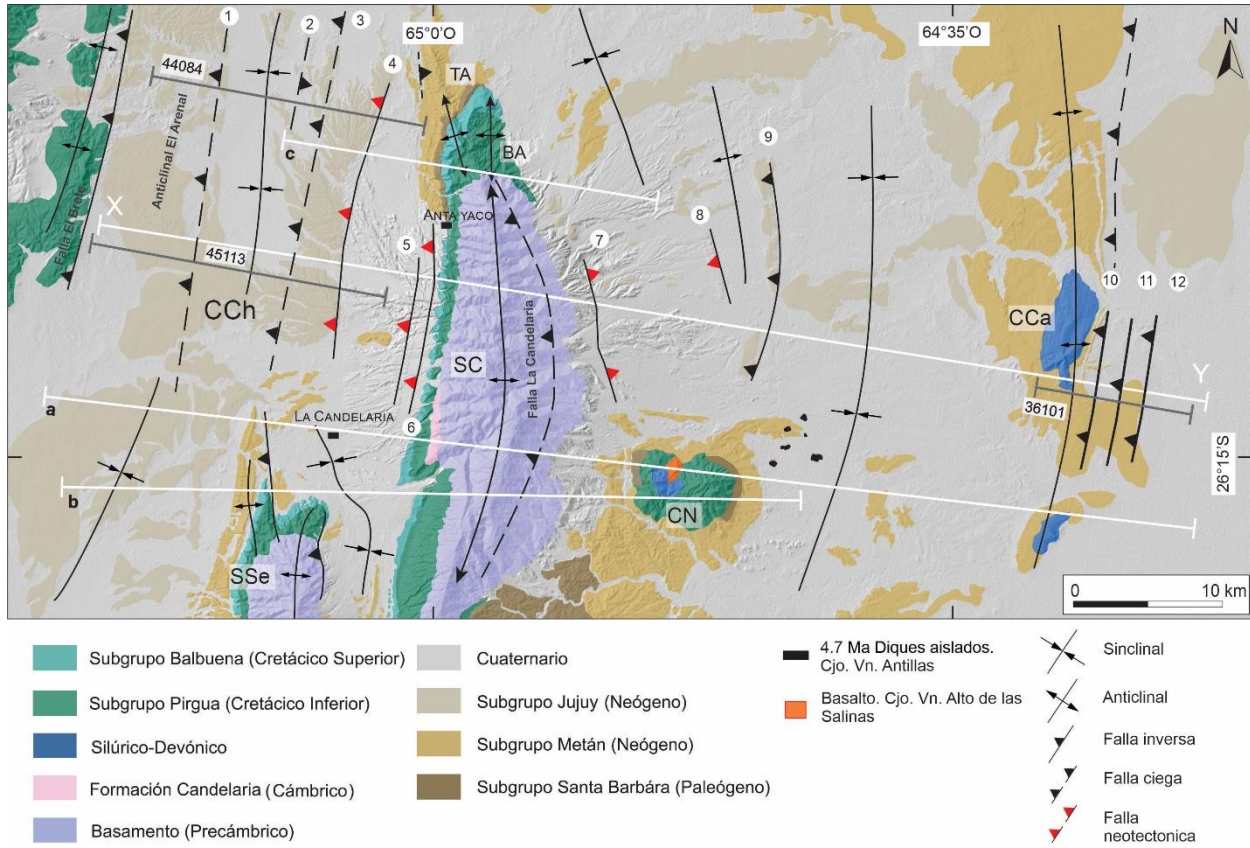 1
2
3
4
65°0'O
64°35'O
N
44084
TA
9
Anticlinal El Arenal
c
BA
Falla El Brete
X
ANTA YACO
5
8
7
45113
10
11
12
CCh
CCa
SC
Falla La Candelaria
Y
36101
a
LA CANDELARIA
6
26°15'S
b
CN
SSe
0
10 km
Subgrupo Balbuena (Cretácico Superior)
Subgrupo Pirgua (Cretácico Inferior)
Silúrico-Devónico
Formación Candelaria (Cámbrico)
Basamento (Precámbrico)
Cuaternario
Subgrupo Jujuy (Neógeno)
Subgrupo Metán (Neógeno)
Subgrupo Santa Barbára (Paleógeno)
4.7 Ma Diques aislados.
Cjo. Vn. Antillas
Basalto. Cjo. Vn. Alto de las
Salinas
Sinclinal
Anticlinal
Falla inversa
Falla ciega
Falla
neotectonica